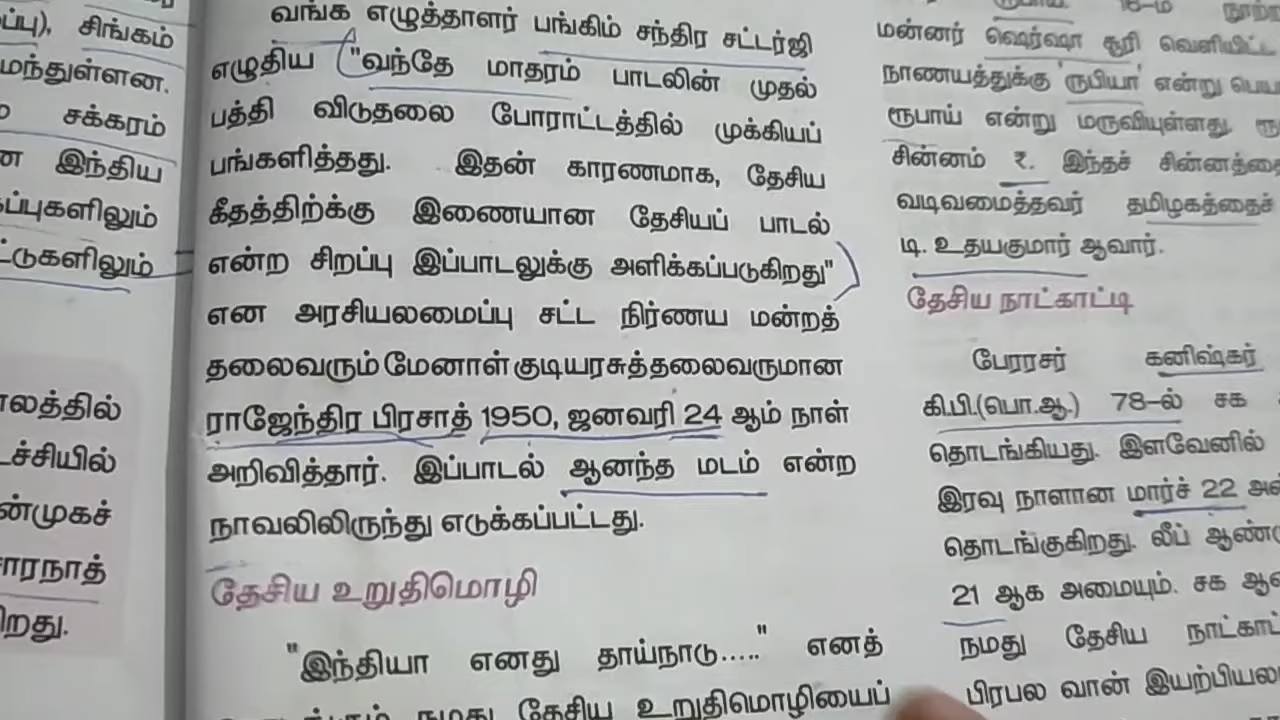 சிங்கம்
மந்துள்ளன.
சக்கரம்
இந்திய
ப்புகளிலும்
ட்டுகளிலும்
லத்தில்
ட்சியில்
ன்முகச்
ாரநாத்
கிறது.
வங்க எழுத்தாளர் பங்கிம் சந்திர சட்டர்ஜி
எழுதிய "வந்தே மாதரம் பாடலின் முதல்
பத்தி விடுதலை போராட்டத்தில் முக்கியப்
பங்களித்தது. இதன் காரணமாக, தேசிய
கீதத்திற்க்கு இணையான தேசியப் பாடல்
என்ற சிறப்பு இப்பாடலுக்கு அளிக்கப்படுகிறது"
என அரசியலமைப்பு சட்ட நிர்ணய மன்றத்
தலைவரும் மேனாள் குடியரசுத்தலைவருமான
ராஜேந்திர பிரசாத் 1950, ஜனவரி 24 ஆம் நாள்
அறிவித்தார். இப்பாடல் ஆனந்த மடம் என்ற
நாவலிலிருந்து எடுக்கப்பட்டது.
தேசிய உறுதிமொழி
"இந்தியா எனது தாய்நாடு....." எனத்
நமது தேசிய உறுதிமொழியைப்
மன்னர் ஷெர்ஷா சூரி வெளியிட்ட
நாணயத்துக்கு 'ருபியா' என்று பெய
ரூபாய் என்று மருவியுள்ளது.
சின்னம் ₹. இந்தச் சின்னத்தை
வடிவமைத்தவர் தமிழகத்தைச்
டி. உதயகுமார் ஆவார்.
தேசிய நாட்காட்டி
பேரரசர் கனிஷ்கர்
கி.பி.(பொ.ஆ.) 78–ல் சக
தொடங்கியது. இளவேனில்
இரவு நாளான மார்ச் 22 அன்
தொடங்குகிறது. லீப் ஆண்
21 ஆக அமையும். சக ஆ
நமது தேசிய நாட்காட்
பிரபல வான் இயற்பியல